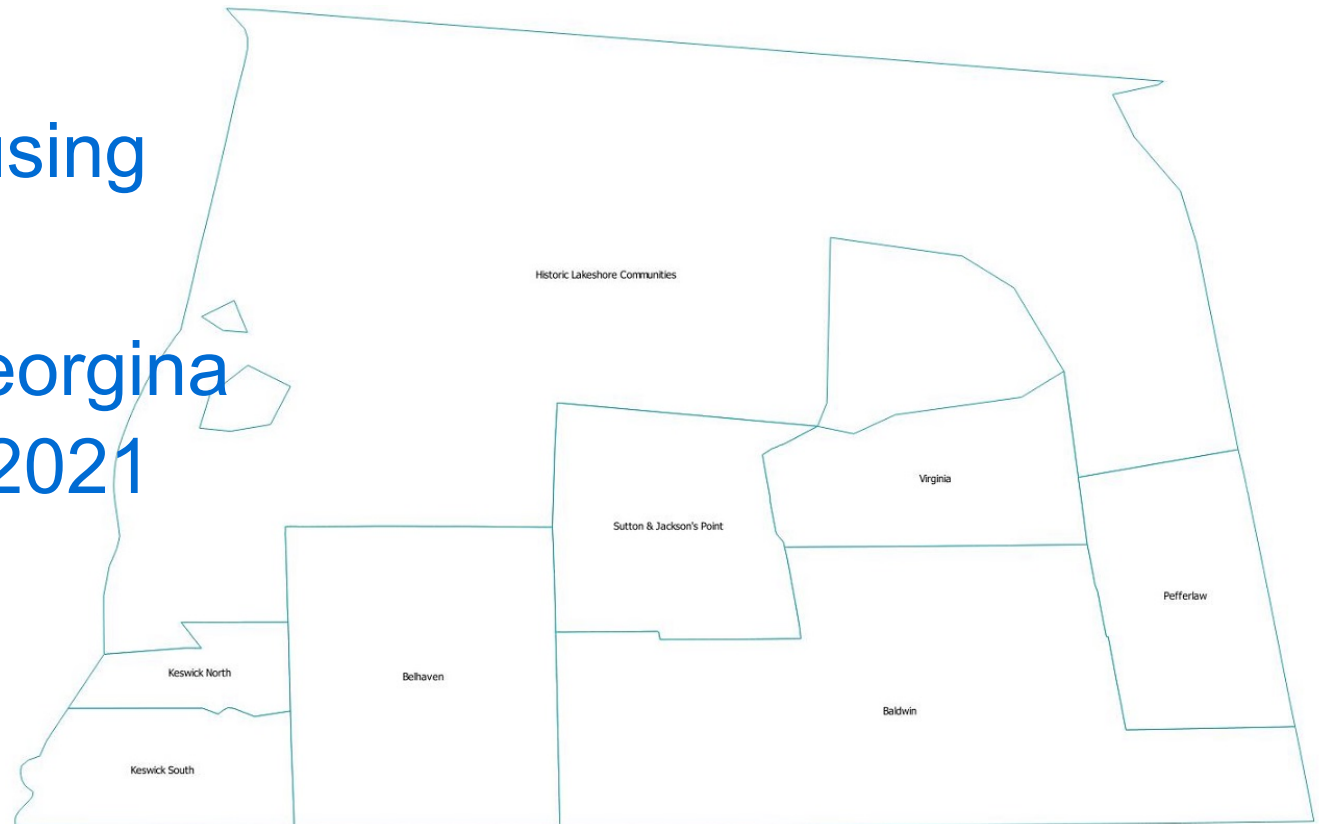 using
eorgina
2021
Historic Lakeshore Communities
Virginia
Sutton & Jackson's Point
Pefferlaw
Keswick North
Belhaven
Baldwin
Keswick South